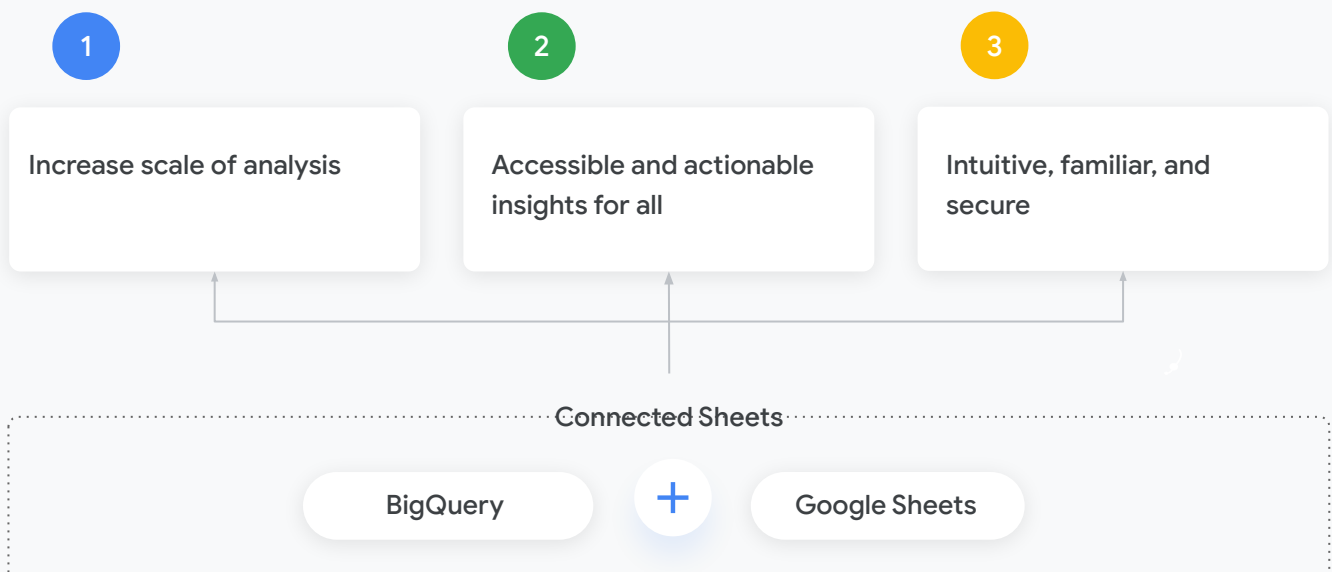 1
2
3
Increase scale of analysis
Accessible and actionable
insights for all
Intuitive, familiar, and
secure
Connected Sheets
BigQuery
+
Google Sheets